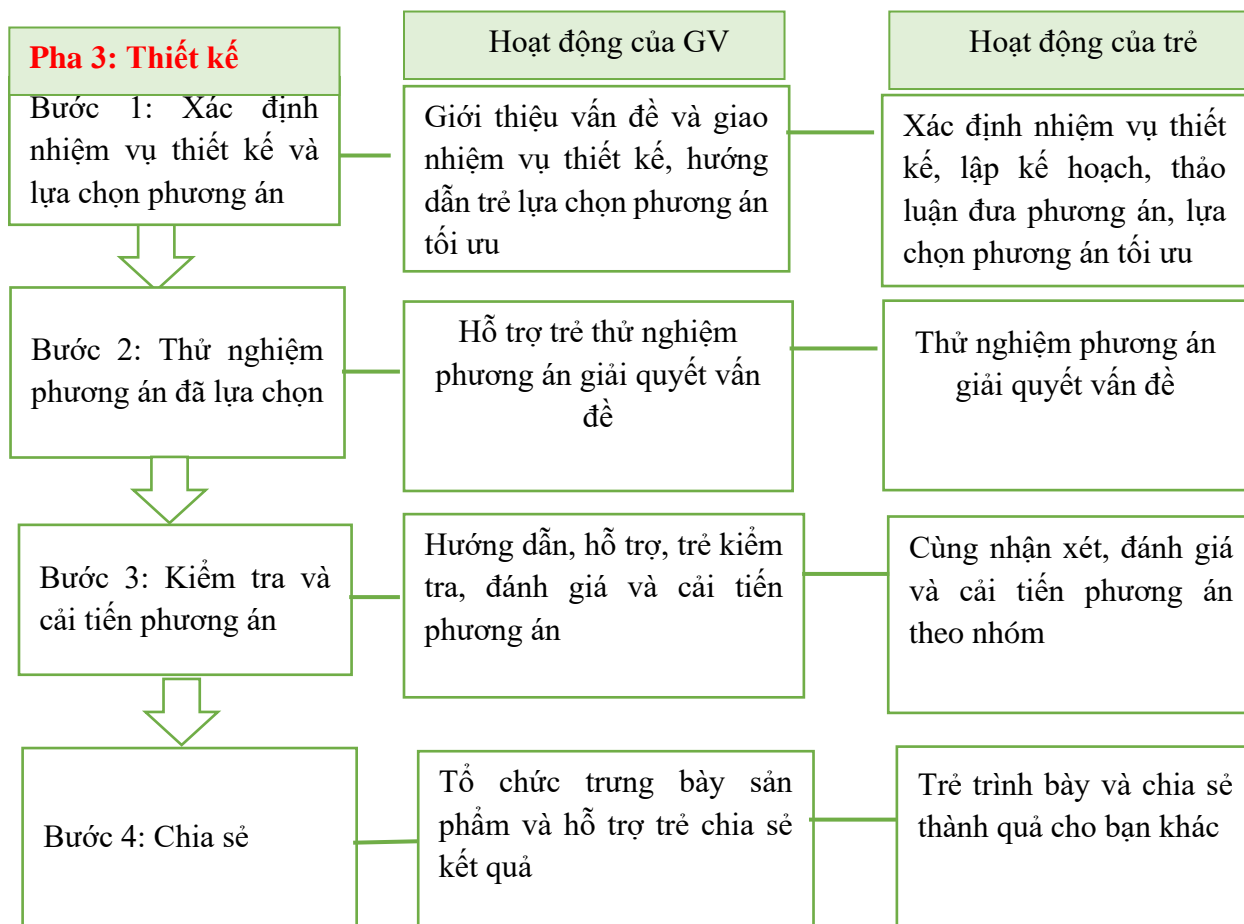 Pha 3: Thiết kế
Hoạt động của GV
Hoạt động của trẻ
Bước 1: Xác định
nhiệm vụ thiết kế và
lựa chọn phương án
Giới thiệu vấn đề và giao
nhiệm vụ thiết kế, hướng
dẫn trẻ lựa chọn phương án
tối ưu
Xác định nhiệm vụ thiết
kế, lập kế hoạch, thảo
luận đưa phương án, lựa
chọn phương án tối ưu
Bước 2: Thử nghiệm
phương án đã lựa chọn
Hỗ trợ trẻ thử nghiệm
phương án giải quyết vấn
đề
Thử nghiệm phương án
giải quyết vấn đề
Bước 3: Kiểm tra và
cải tiến phương án
Hướng dẫn, hỗ trợ, trẻ kiểm
tra, đánh giá và cải tiến
phương án
Cùng nhận xét, đánh giá
và cải tiến phương án
theo nhóm
Bước 4: Chia sẻ
Tổ chức trưng bày sản
phẩm và hỗ trợ trẻ chia sẻ
kết quả
Trẻ trình bày và chia sẻ
thành quả cho bạn khác